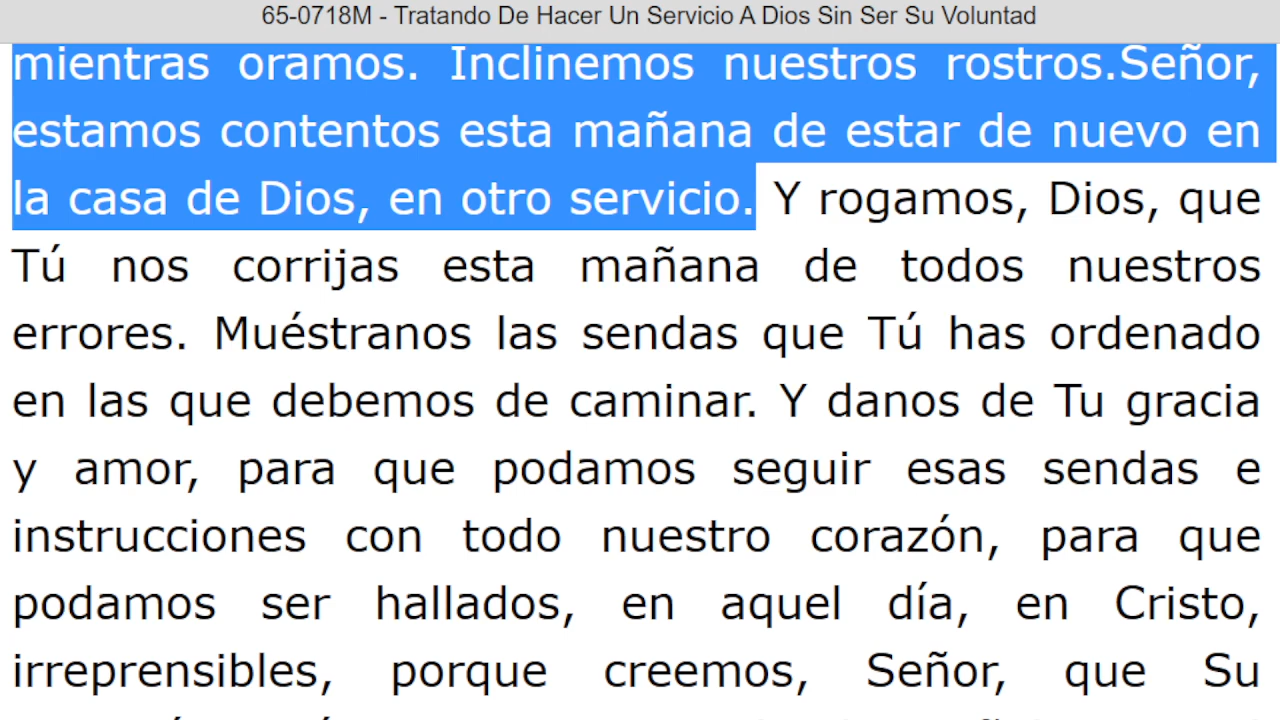 65-0718M - Tratando De Hacer Un Servicio A Dios Sin Ser Su Voluntad
mientras oramos. Inclinemos nuestros rostros.Señor,
estamos contentos esta mañana de estar de nuevo en
la casa de Dios, en otro servicio. Y rogamos, Dios, que
Tú nos corrijas esta mañana de todos nuestros
errores. Muéstranos las sendas que Tú has ordenado
en las que debemos de caminar. Y danos de Tu gracia
y amor, para que podamos seguir esas sendas e
instrucciones con todo nuestro corazón, para que
podamos ser hallados, en aquel día, en Cristo,
irreprensibles, porque creemos, Señor, que Su